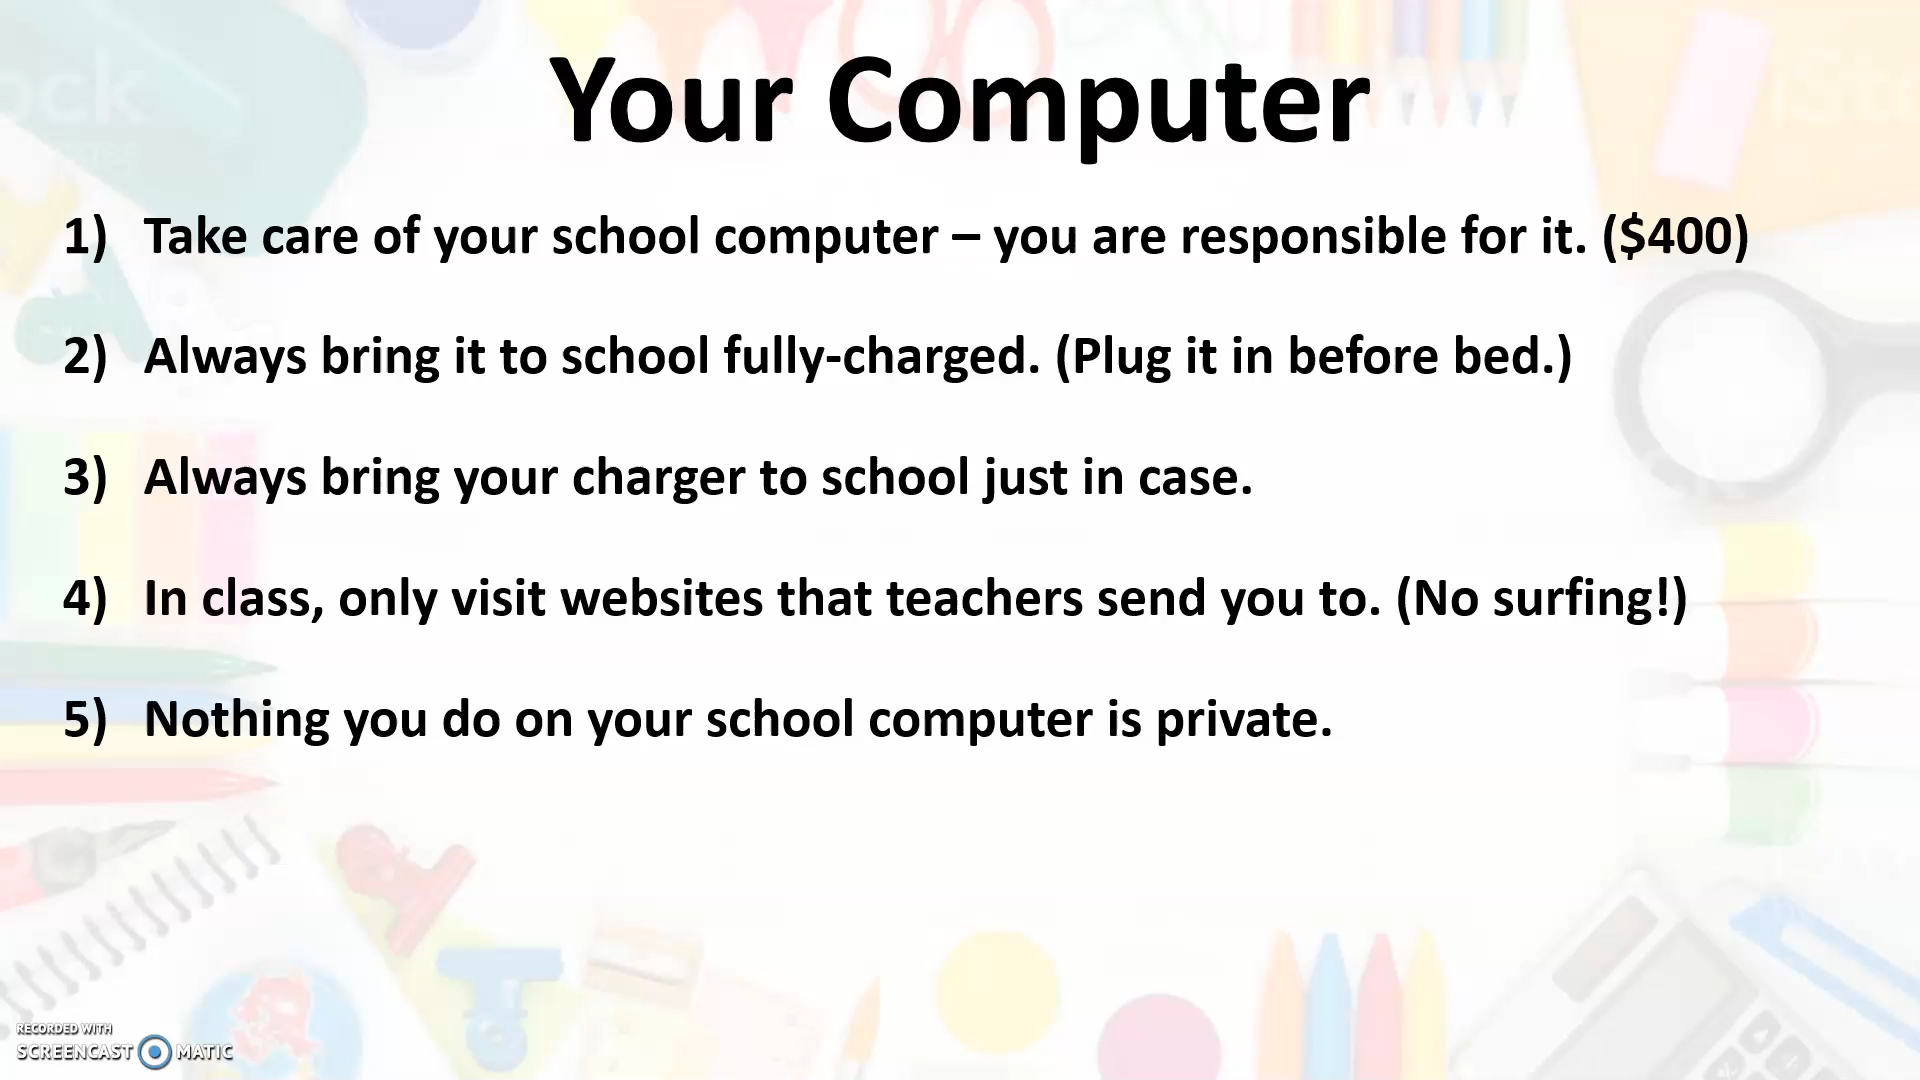 Your Computer
1) Take care of your school computer – you are responsible for it. ($400)
2) Always bring it to school fully-charged. (Plug it in before bed.)
3) Always bring your charger to school just in case.
4) In class, only visit websites that teachers send you to. (No surfing!)
5) Nothing you do on your school computer is private.
RECORDED WITH
SCREENCAST MATIC